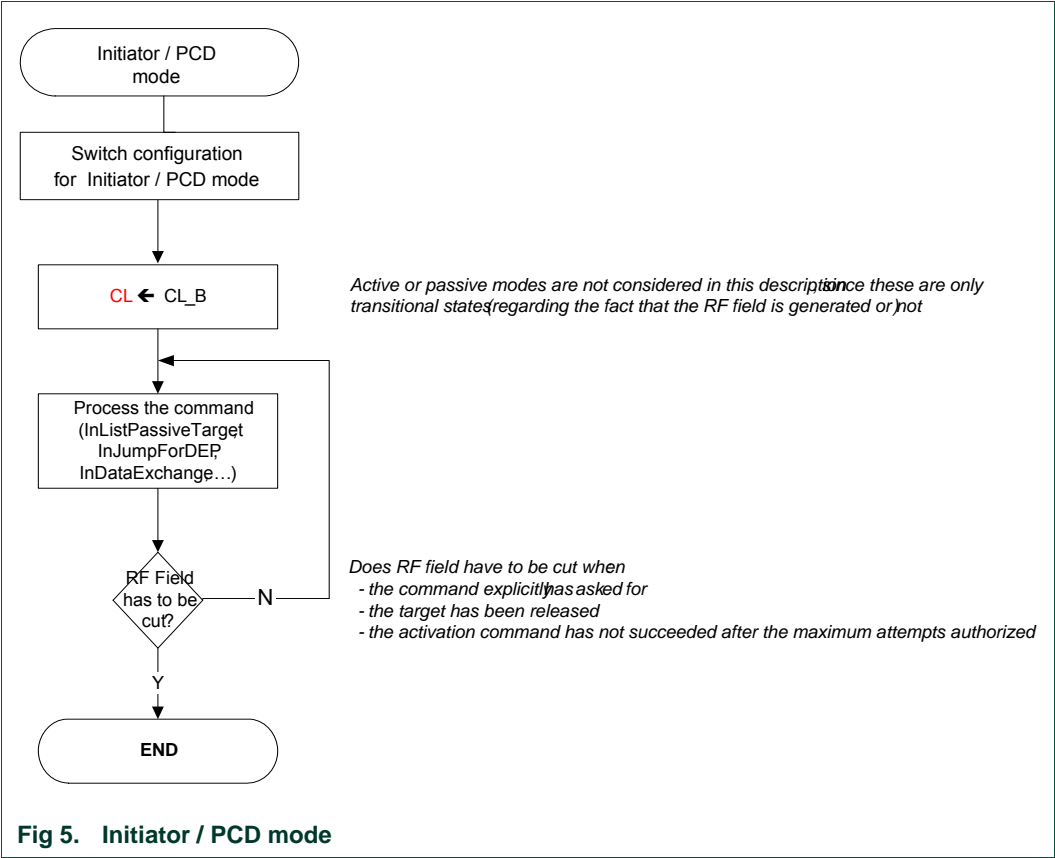 Initiator / PCD
mode
Switch configuration
for Initiator / PCD mode
CL 🡸 CL_B
Active or passive modes are not considered in this description, since these are only
transitional states (regarding the fact that the RF field is generated or not)
Process the command
(InListPassiveTarget,
InJumpForDEP,
InDataExchange,…)
RF Field
has to be
cut?
N
Does RF field have to be cut when
- the command explicitly has asked for
- the target has been released
- the activation command has not succeeded after the maximum attempts authorized
Y
END
Fig 5. Initiator / PCD mode